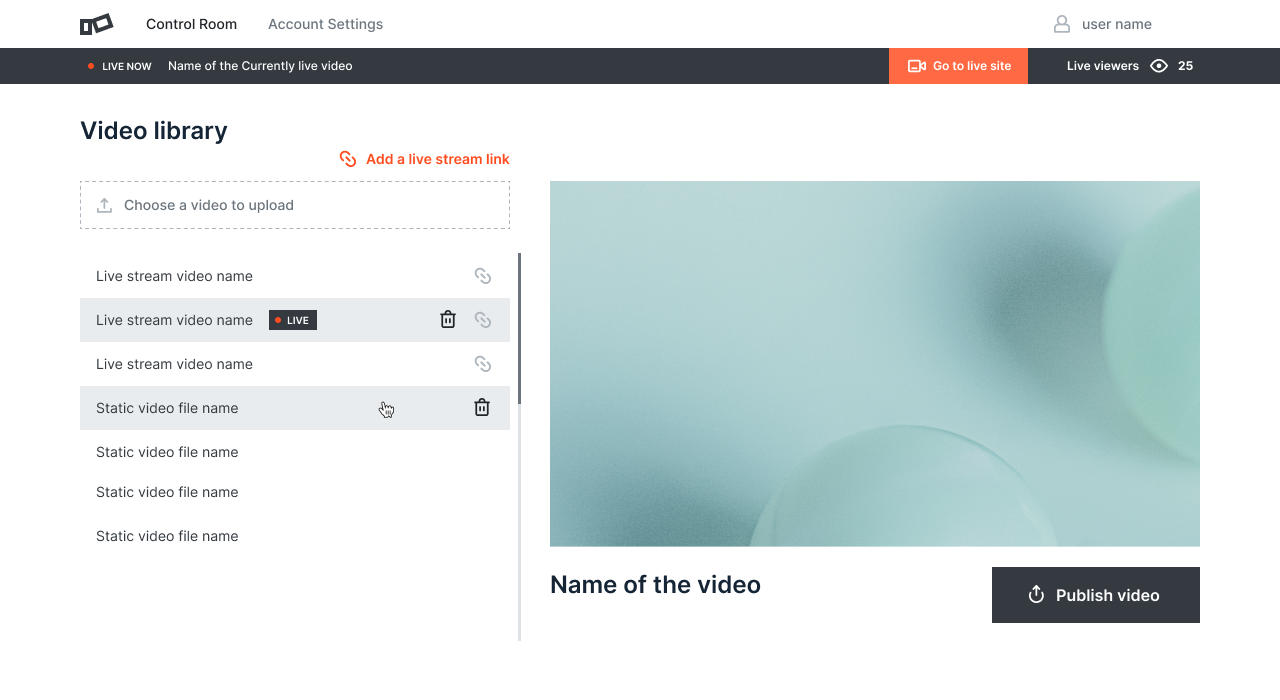 Control Room
Account Settings
user name
LIVE NOW
Name of the Currently live video
Go to live site
Live viewers
25
Video library
Add a live stream link
Choose a video to upload
Live stream video name
Live stream video name
LIVE
Live stream video name
Static video file name
Static video file name
Static video file name
Static video file name
Name of the video
Publish video